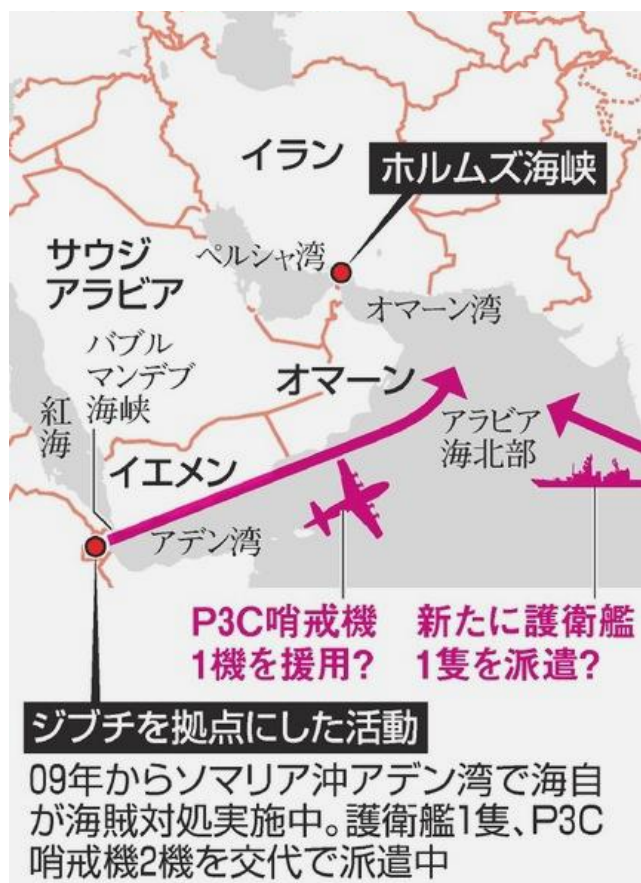 イラン
ホルムズ海峡
サウジ
アラビア
ペルシャ湾
オマーン湾
バブル
マンデブ
海峡
紅海
オマーン
アラビア
海北部
イエメン
アデン湾
P3C哨戒機
1機を援用?
新たに護衛艦
1隻を派遣?
ジブチを拠点にした活動
09年からソマリア沖アデン湾で海自
が海賊対処実施中。護衛艦1隻、P3C
哨戒機2機を交代で派遣中